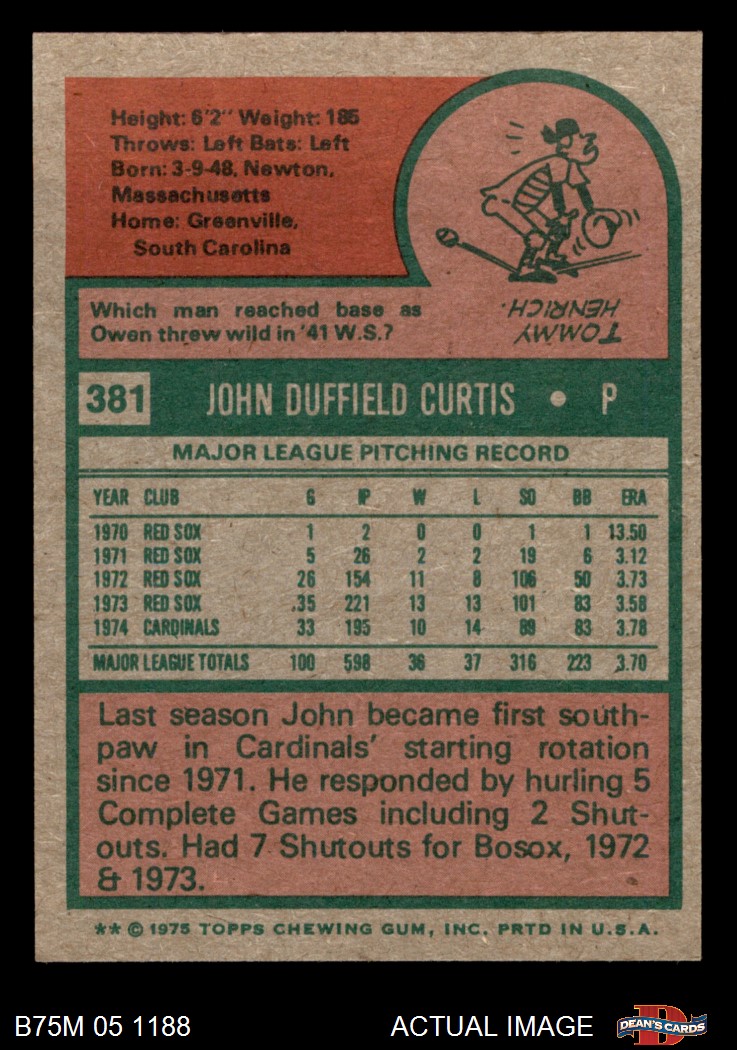 Height: 6'2" Weight: 185
Throws: Left Bats: Left
Born: 3-9-48, Newton,
Massachusetts
Home: Greenville,
South Carolina
Which man reached base as
Owen threw wild in '41 W.S.?
TOMMY
HENRICH.
381 JOHN DUFFIELD CURTIS • P
MAJOR LEAGUE PITCHING RECORD
YEAR CLUB G IP W L SO BB ERA
1970 RED SOX 1 2 0 0 1 1 13.50
1971 RED SOX 5 26 2 2 19 6 3.12
1972 RED SOX 26 154 11 8 106 50 3.73
1973 RED SOX 35 221 13 13 101 83 3.58
1974 CARDINALS 33 195 10 14 89 83 3.78
MAJOR LEAGUE TOTALS 100 598 36 37 316 223 3.70
Last season John became first south-
paw in Cardinals' starting rotation
since 1971. He responded by hurling 5
Complete Games including 2 Shut-
outs. Had 7 Shutouts for Bosox, 1972
& 1973.
** © 1975 TOPPS CHEWING GUM, INC. PRTD IN U.S.A.
B75M 05 1188 ACTUAL IMAGE D DEAN'S CARDS